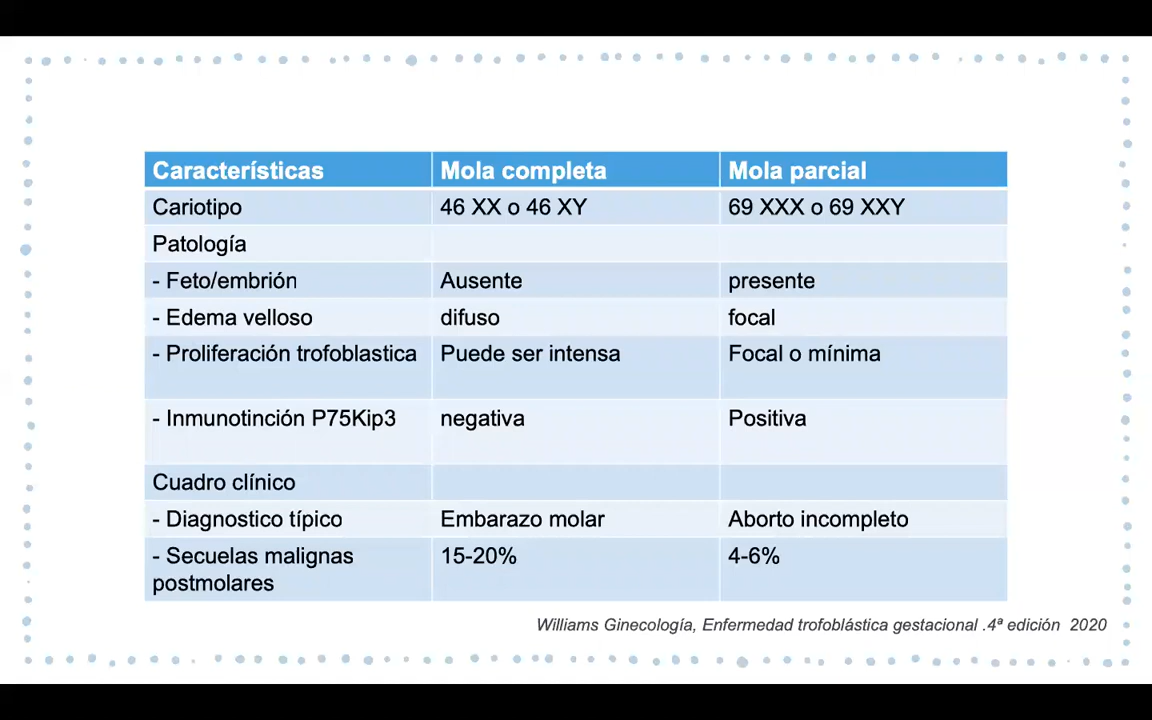 Características Mola completa Mola parcial
Cariotipo 46 XX o 46 XY 69 XXX o 69 XXY
Patología
- Feto/embrión Ausente presente
- Edema velloso difuso focal
- Proliferación trofoblastica Puede ser intensa Focal o mínima
- Inmunotinción P75Kip3 negativa Positiva
Cuadro clínico
- Diagnostico típico Embarazo molar Aborto incompleto
- Secuelas malignas 15-20% 4-6%
postmolares
Williams Ginecología, Enfermedad trofoblástica gestacional .4ª edición 2020